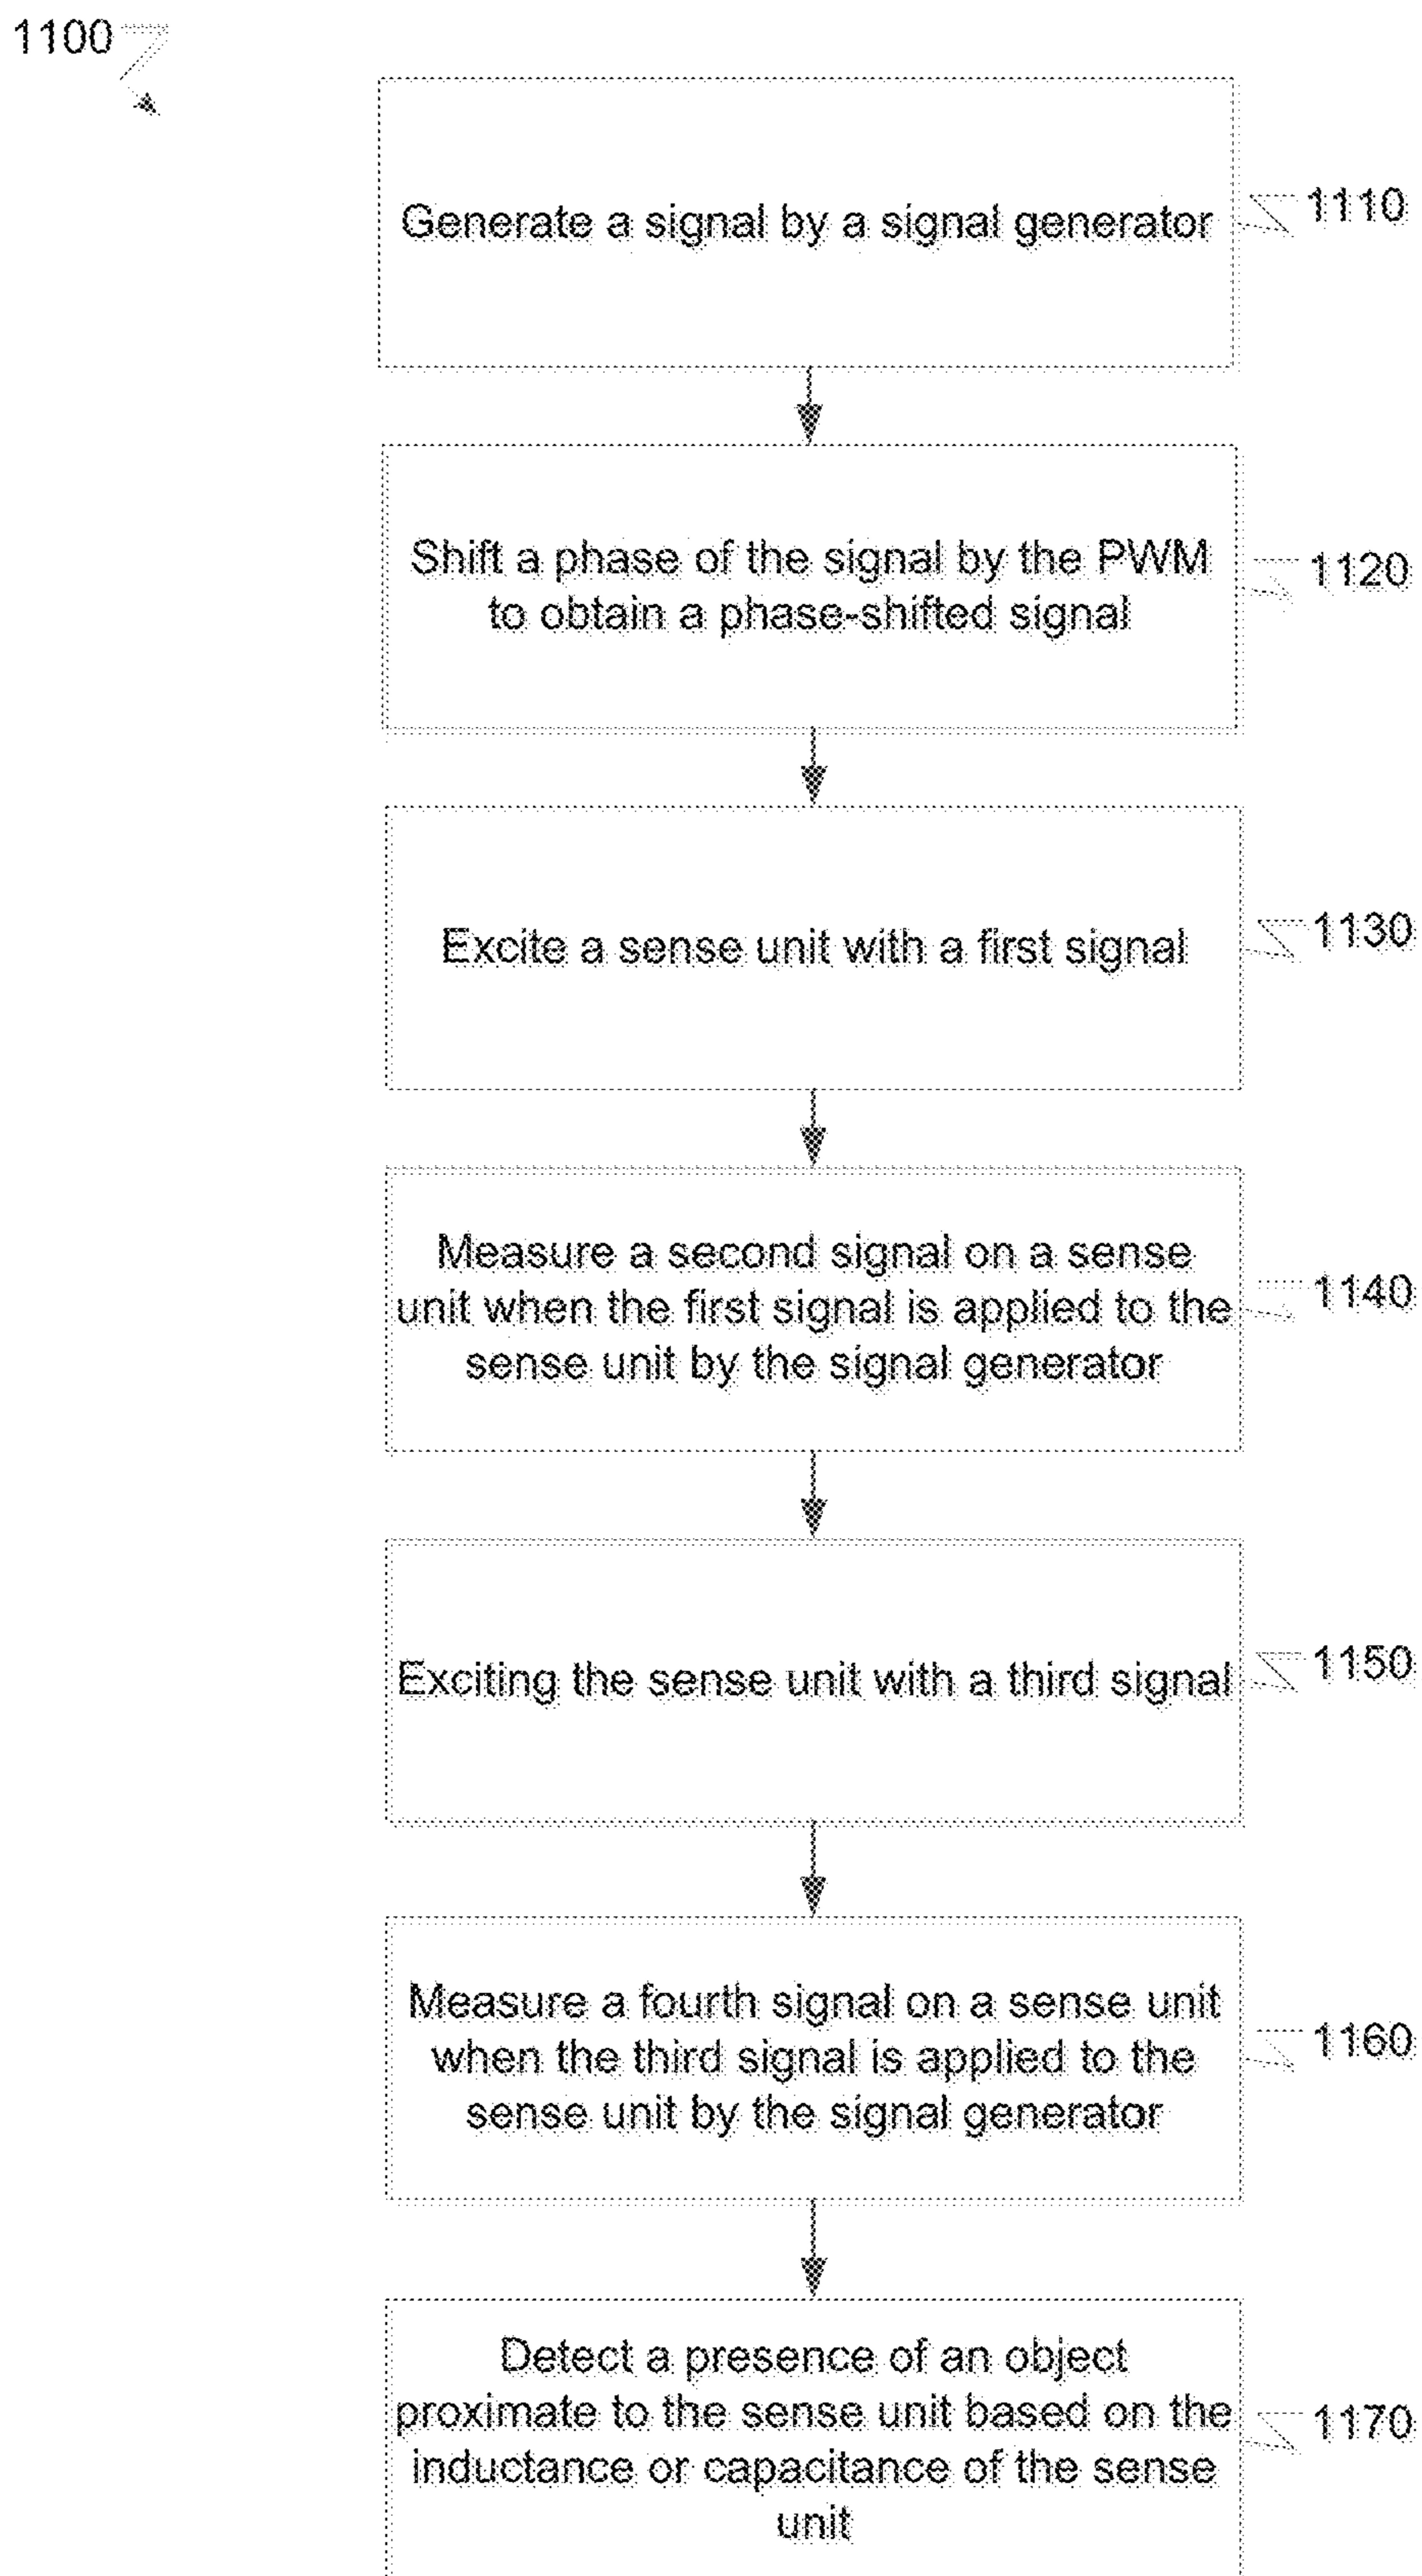 1100
Generate a signal by a signal generator
1110
Shift a phase of the signal by the PWM
to obtain a phase-shifted signal
1120
Excite a sense unit with a first signal
1130
Measure a second signal on a sense
unit when the first signal is applied to the
sense unit by the signal generator
1140
Exciting the sense unit with a third signal
1150
Measure a fourth signal on a sense unit
when the third signal is applied to the
sense unit by the signal generator
1160
Detect a presence of an object
proximate to the sense unit based on the
inductance or capacitance of the sense
unit
1170